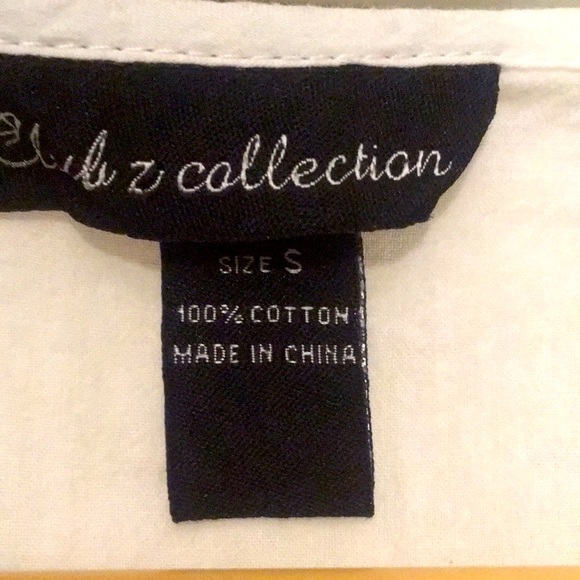 z collection
SIZE S
100% COTTON
MADE IN CHINA